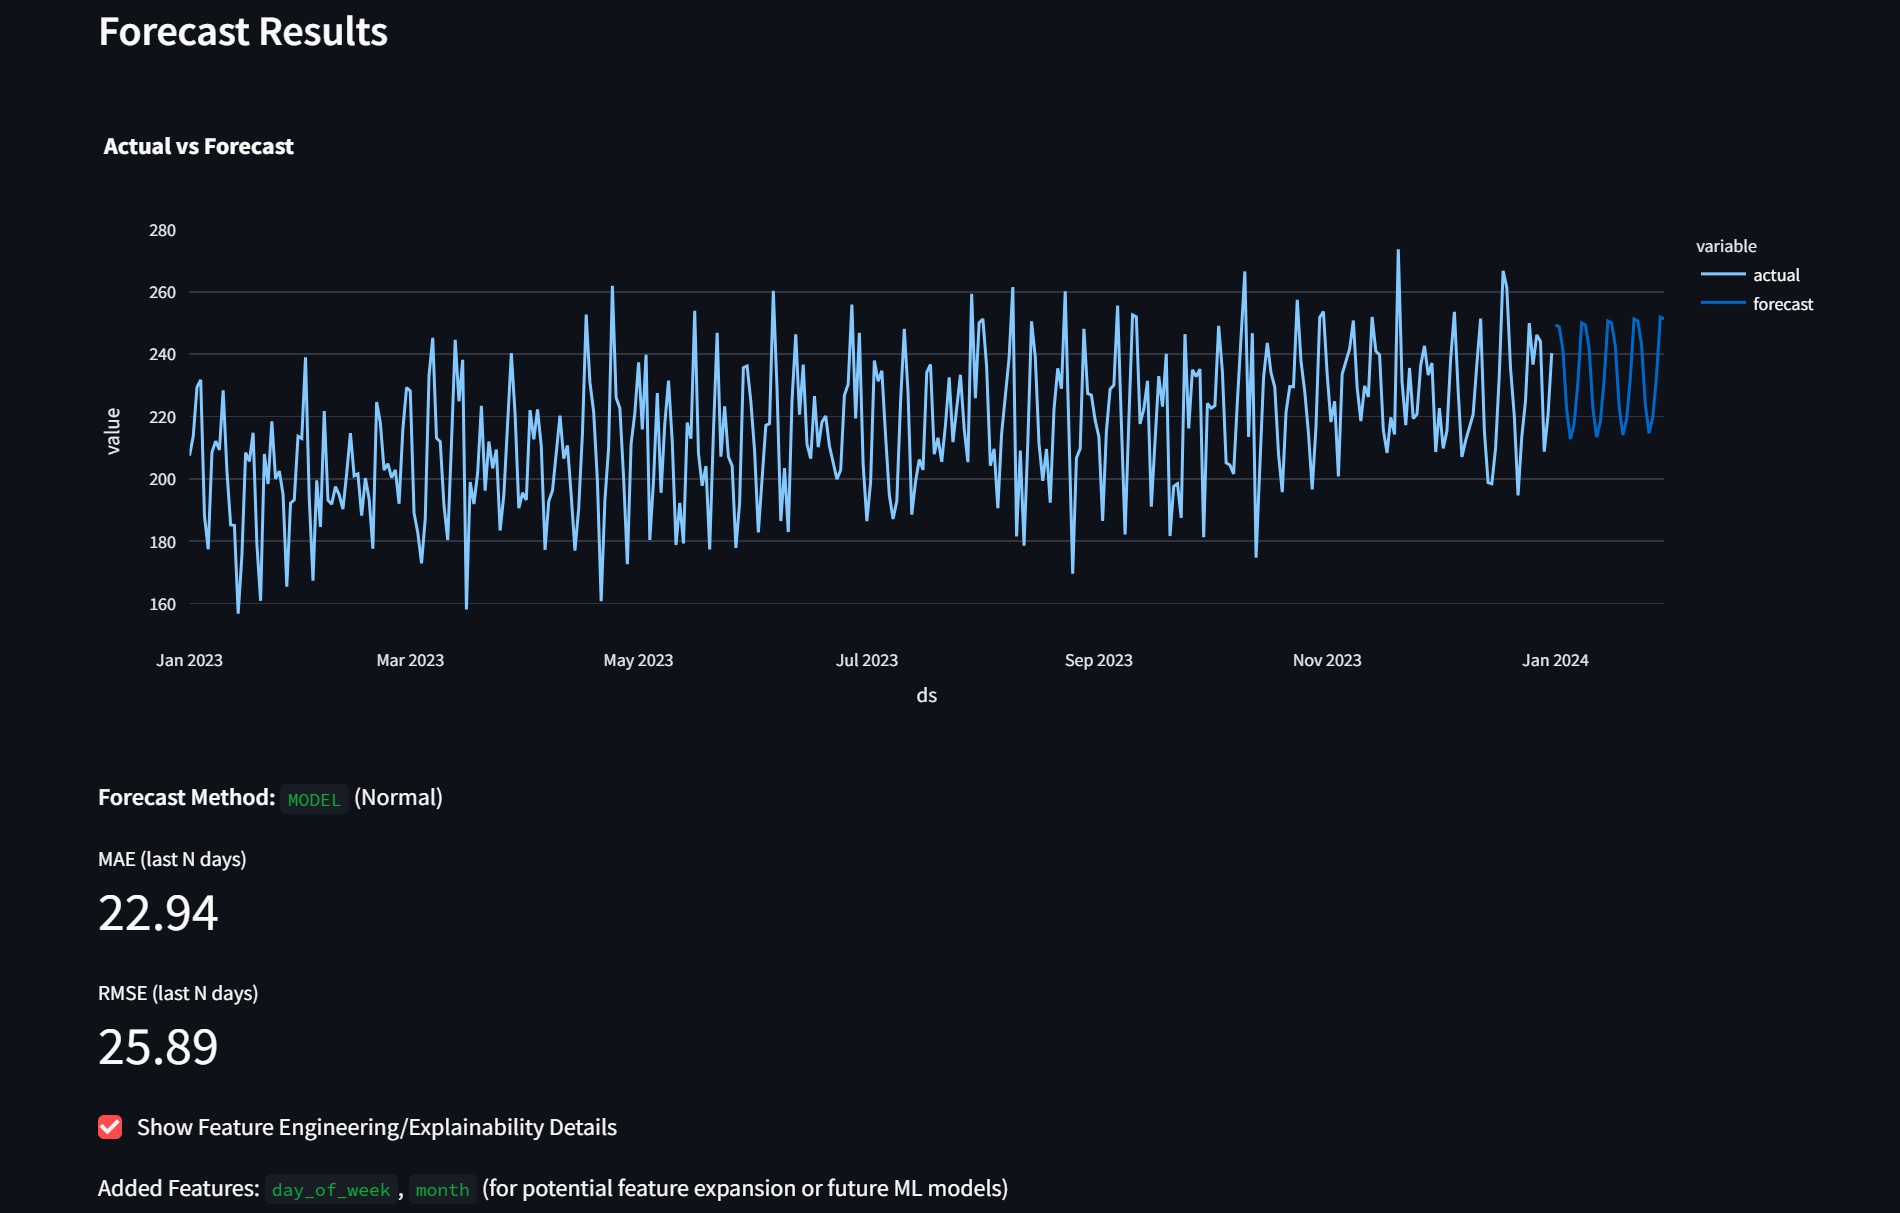 Forecast Results
Actual vs Forecast
280
260
240
220
200
180
160
value
Jan 2023
Mar 2023
May 2023
Jul 2023
Sep 2023
Nov 2023
Jan 2024
ds
variable
actual
forecast
Forecast Method: MODEL (Normal)
MAE (last N days)
22.94
RMSE (last N days)
25.89
Show Feature Engineering/Explainability Details
Added Features: day_of_week, month (for potential feature expansion or future ML models)